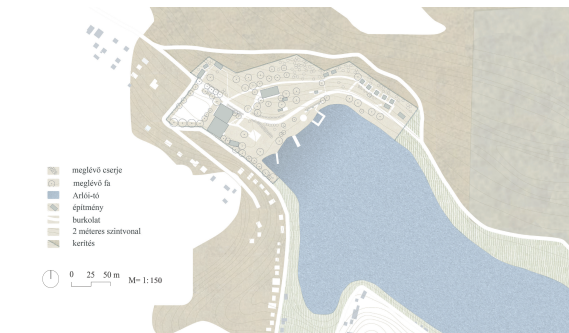 meglévő cserje
meglévő fa
Arlói-tó
építmény
burkolat
2 méteres szintvonal
kerítés
0 25 50 m M= 1: 150